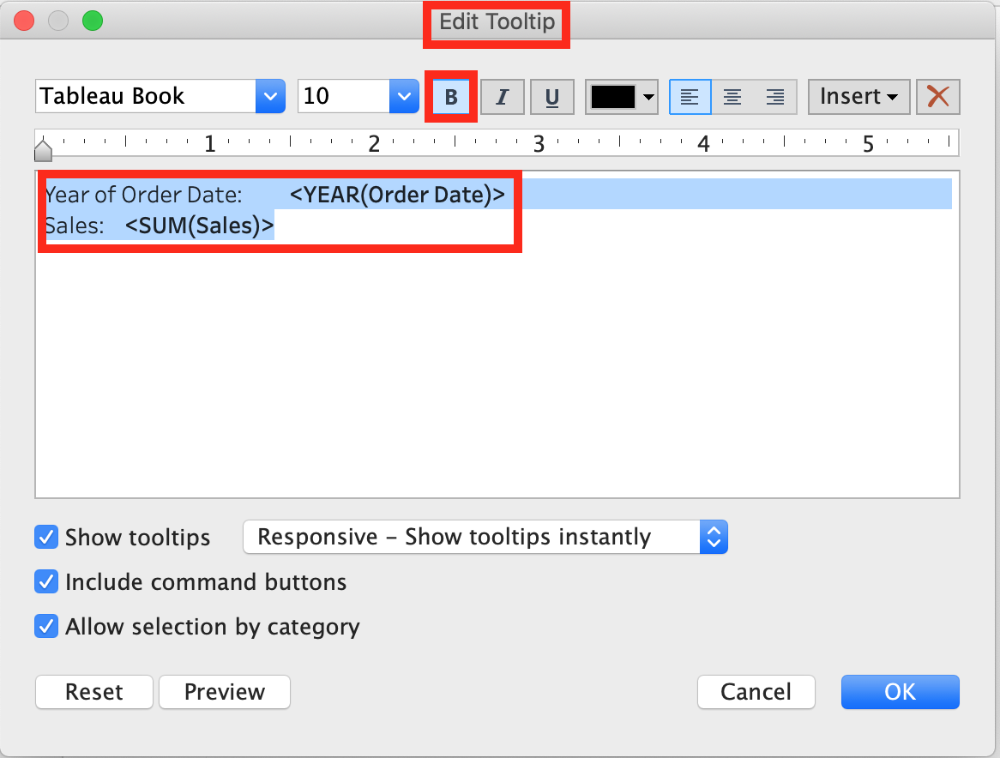 Edit Tooltip
Tableau Book 10 B I U Insert
1 2 3 4 5
Year of Order Date: <YEAR(Order Date)>
Sales: <SUM(Sales)>
Show tooltips Responsive – Show tooltips instantly
Include command buttons
Allow selection by category
Reset Preview Cancel OK